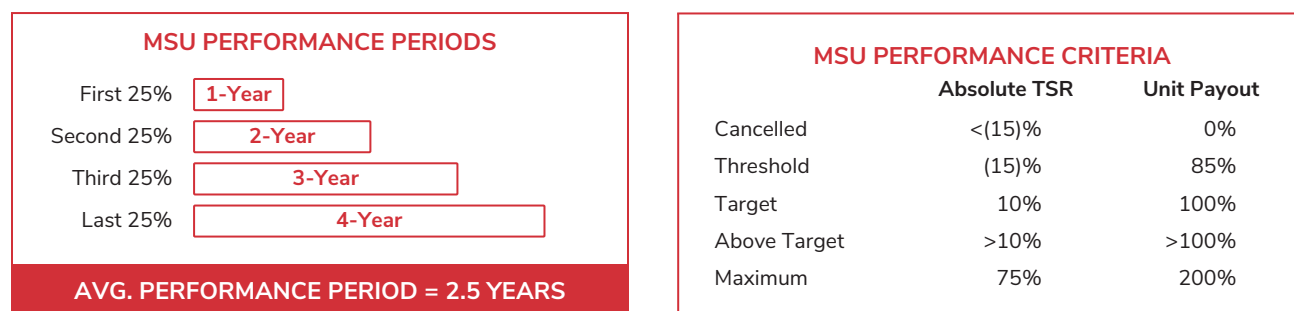 MSU PERFORMANCE PERIODS
First 25% 1-Year
Second 25% 2-Year
Third 25% 3-Year
Last 25% 4-Year
AVG. PERFORMANCE PERIOD = 2.5 YEARS
MSU PERFORMANCE CRITERIA
Absolute TSR Unit Payout
Cancelled <(15)% 0%
Threshold (15)% 85%
Target 10% 100%
Above Target >10% >100%
Maximum 75% 200%